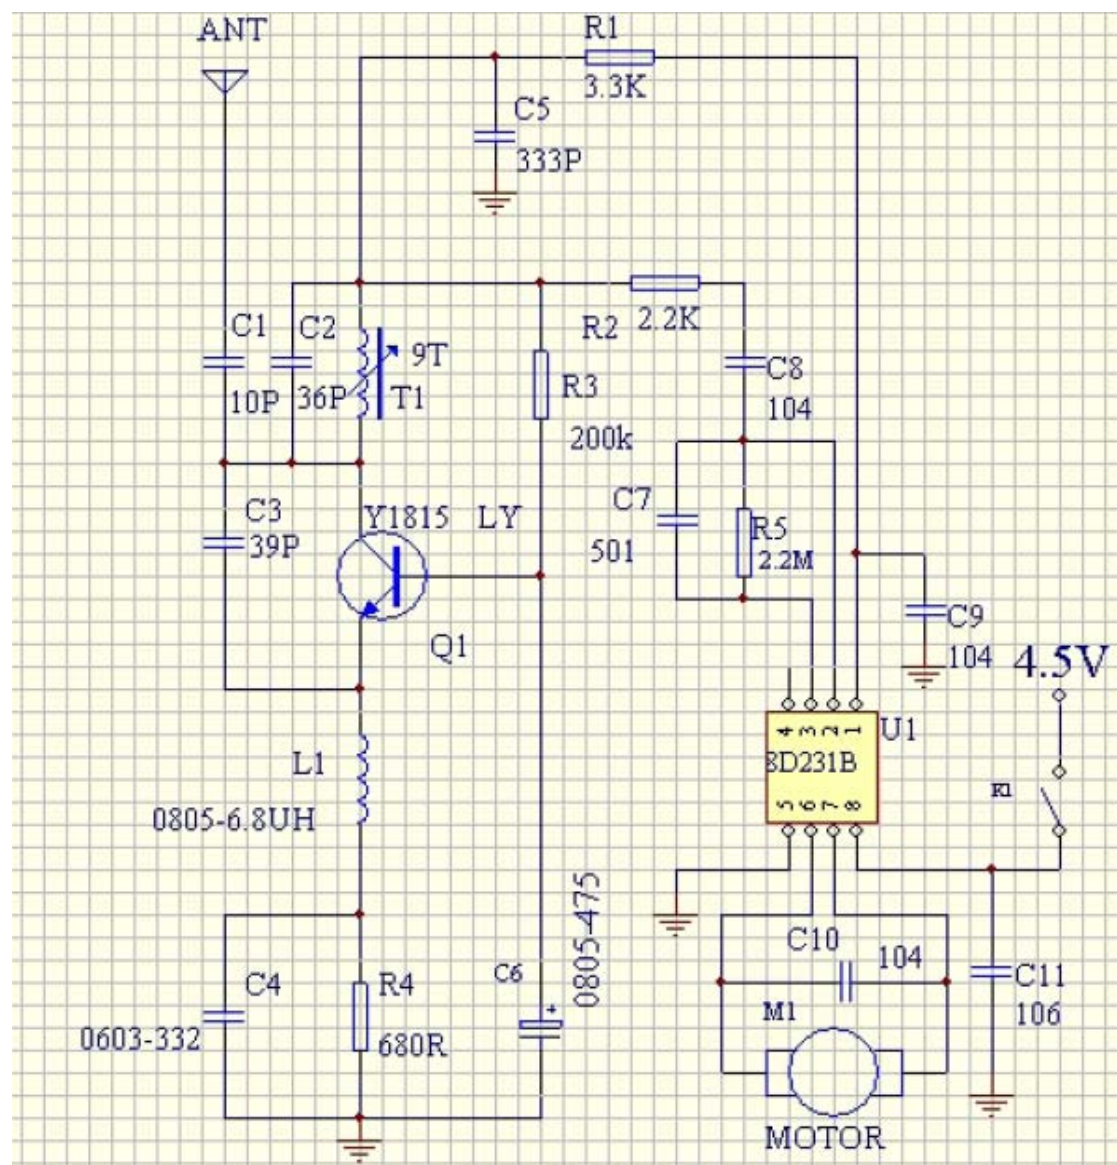 ANT
R1
3.3K
C5
333P
C1
C2
10P
36P
9T
T1
R2
2.2K
R3
200k
C8
104
C3
39P
Y1815 LY
C7
501
R5
2.2M
Q1
C9
104
4.5V
L1
0805-6.8UH
4 3 2 1
U1
8D231B
5 6 7 8
K1
0805-475
C10
104
C4
R4
C6
+
C11
106
0603-332
680R
M1
MOTOR